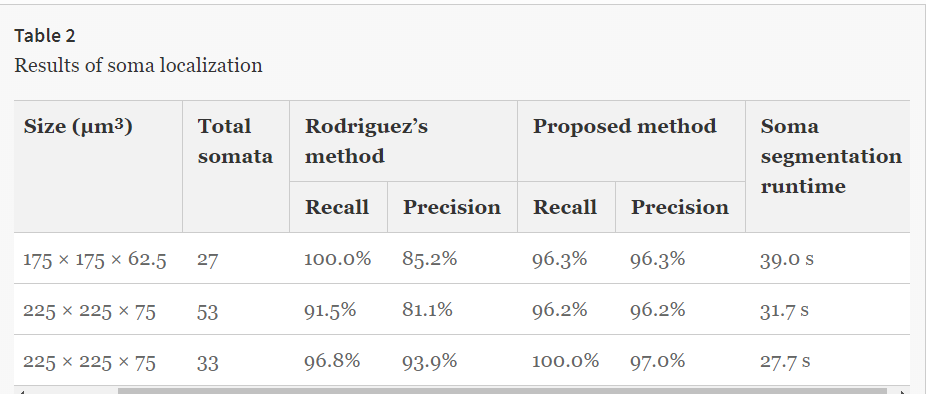 Table 2
Results of soma localization
Size (μm³) Total somata Rodriguez’s method Proposed method Soma segmentation runtime
Recall Precision Recall Precision
175 × 175 × 62.5 27 100.0% 85.2% 96.3% 96.3% 39.0 s
225 × 225 × 75 53 91.5% 81.1% 96.2% 96.2% 31.7 s
225 × 225 × 75 33 96.8% 93.9% 100.0% 97.0% 27.7 s